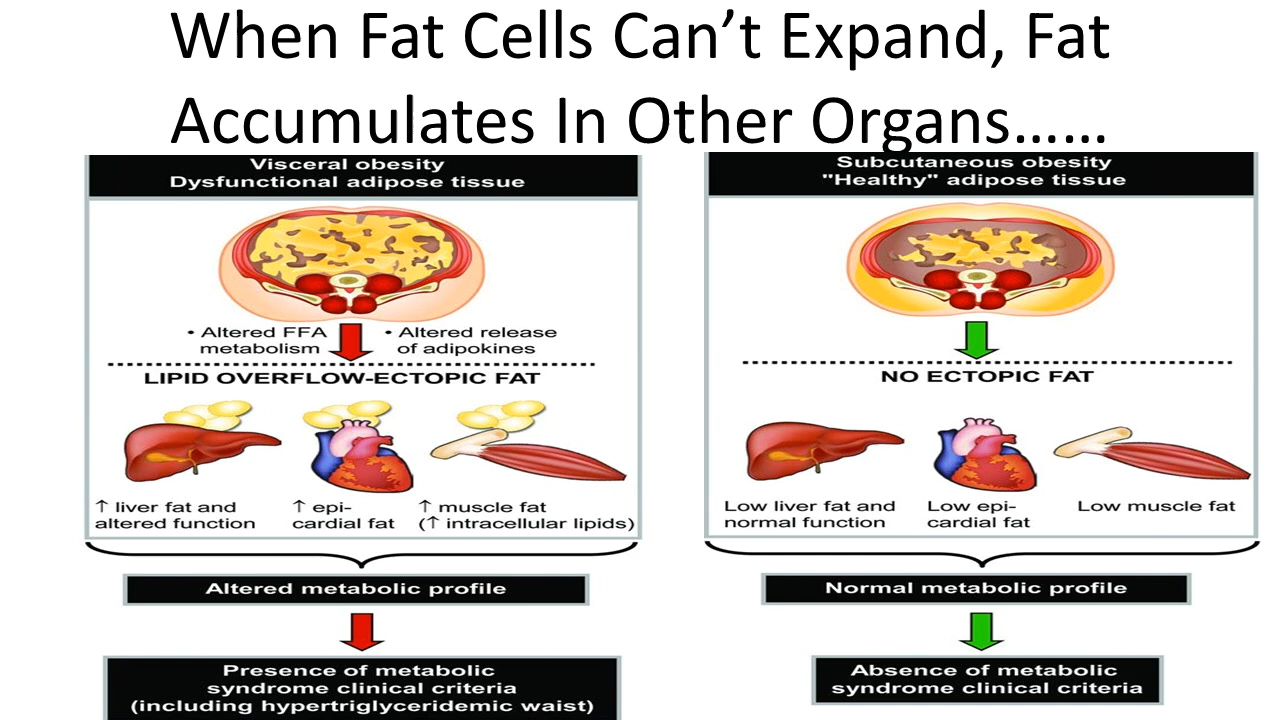 When Fat Cells Can’t Expand, Fat
Accumulates In Other Organs……
Visceral obesity
Dysfunctional adipose tissue
• Altered FFA
metabolism
• Altered release
of adipokines
LIPID OVERFLOW-ECTOPIC FAT
↑ liver fat and
altered function
↑ epi-
cardial fat
↑ muscle fat
(↑ intracellular lipids)
Altered metabolic profile
Presence of metabolic
syndrome clinical criteria
(including hypertriglyceridemic waist)
Subcutaneous obesity
"Healthy" adipose tissue
NO ECTOPIC FAT
Low liver fat and
normal function
Low epi-
cardial fat
Low muscle fat
Normal metabolic profile
Absence of metabolic
syndrome clinical criteria